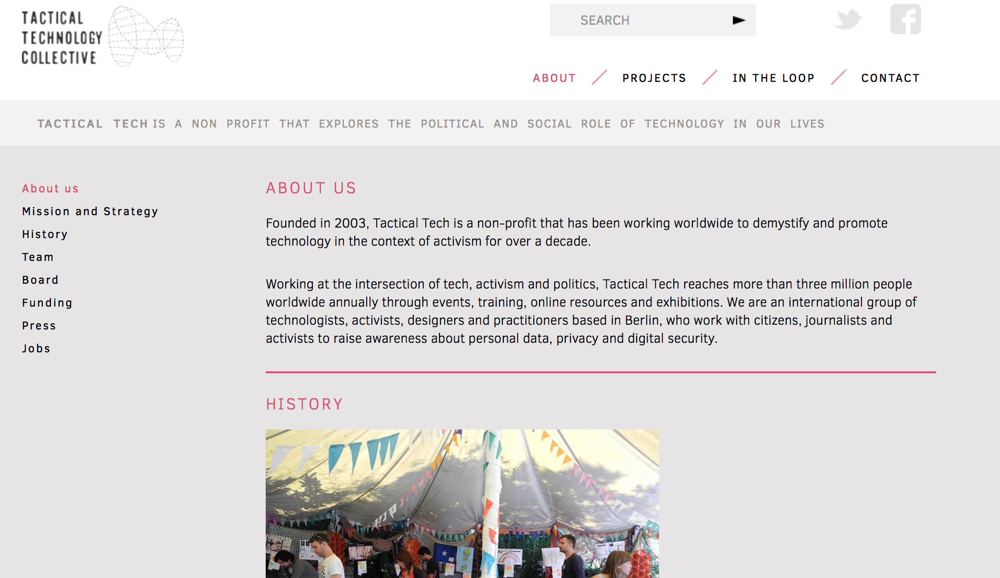 TACTICAL
TECHNOLOGY
COLLECTIVE
SEARCH
ABOUT
PROJECTS
IN THE LOOP
CONTACT
TACTICAL TECH IS A NON PROFIT THAT EXPLORES THE POLITICAL AND SOCIAL ROLE OF TECHNOLOGY IN OUR LIVES
About us
Mission and Strategy
History
Team
Board
Funding
Press
Jobs
ABOUT US
Founded in 2003, Tactical Tech is a non-profit that has been working worldwide to demystify and promote
technology in the context of activism for over a decade.
Working at the intersection of tech, activism and politics, Tactical Tech reaches more than three million people
worldwide annually through events, training, online resources and exhibitions. We are an international group of
technologists, activists, designers and practitioners based in Berlin, who work with citizens, journalists and
activists to raise awareness about personal data, privacy and digital security.
HISTORY